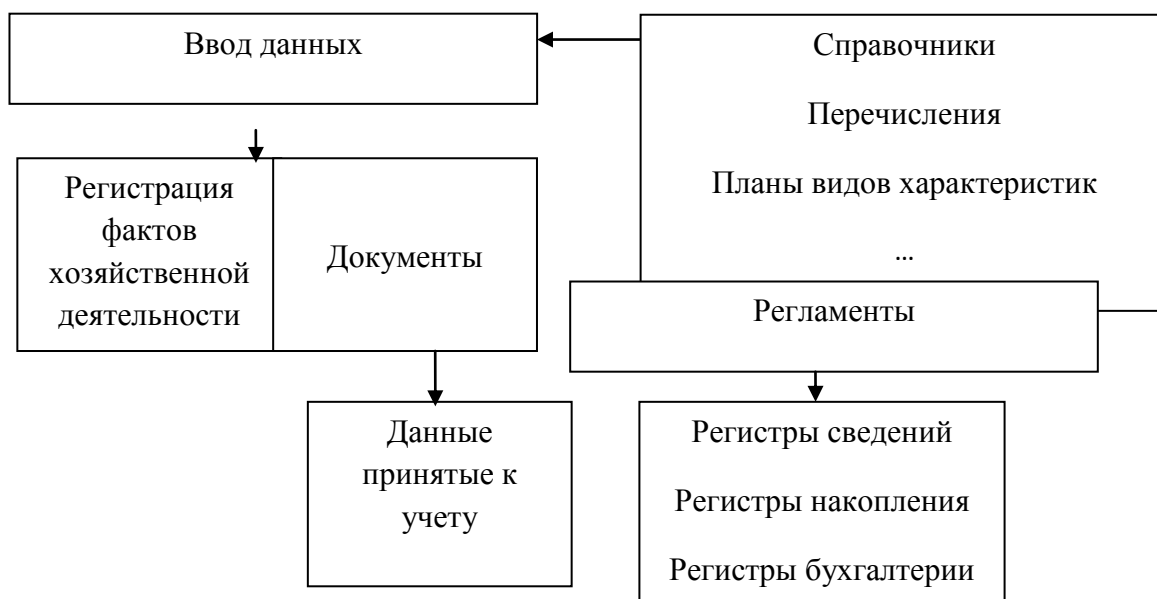 Ввод данных
Справочники
Перечисления
Планы видов характеристик
...
Регистрация
фактов
хозяйственной
деятельности
Документы
Регламенты
Данные
принятые к
учету
Регистры сведений
Регистры накопления
Регистры бухгалтерии